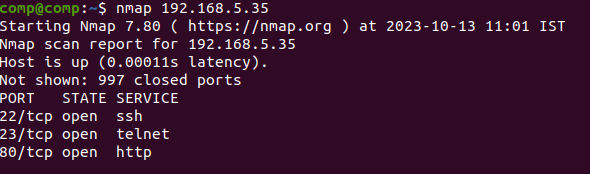 comp@comp:~$ nmap 192.168.5.35
Starting Nmap 7.80 ( https://nmap.org ) at 2023-10-13 11:01 IST
Nmap scan report for 192.168.5.35
Host is up (0.00011s latency).
Not shown: 997 closed ports
PORT   STATE SERVICE
22/tcp open  ssh
23/tcp open  telnet
80/tcp open  http